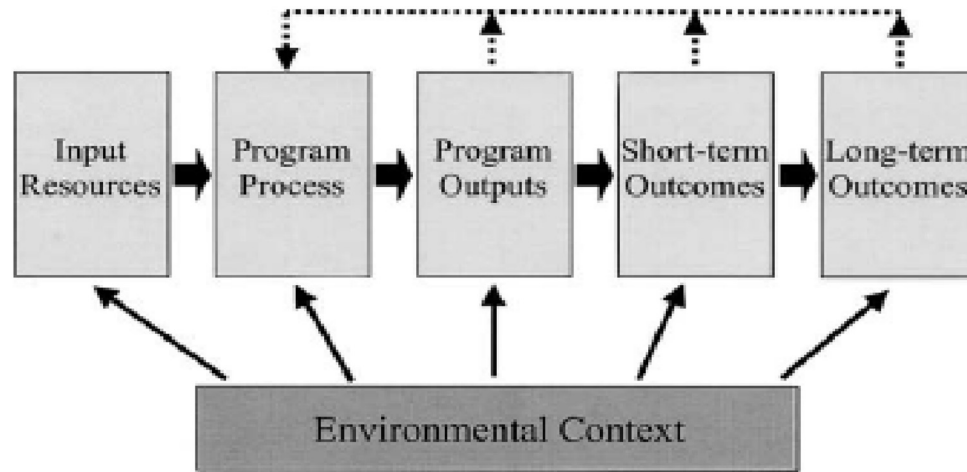 Input
Resources
Program
Process
Program
Outputs
Short-term
Outcomes
Long-term
Outcomes
Environmental Context